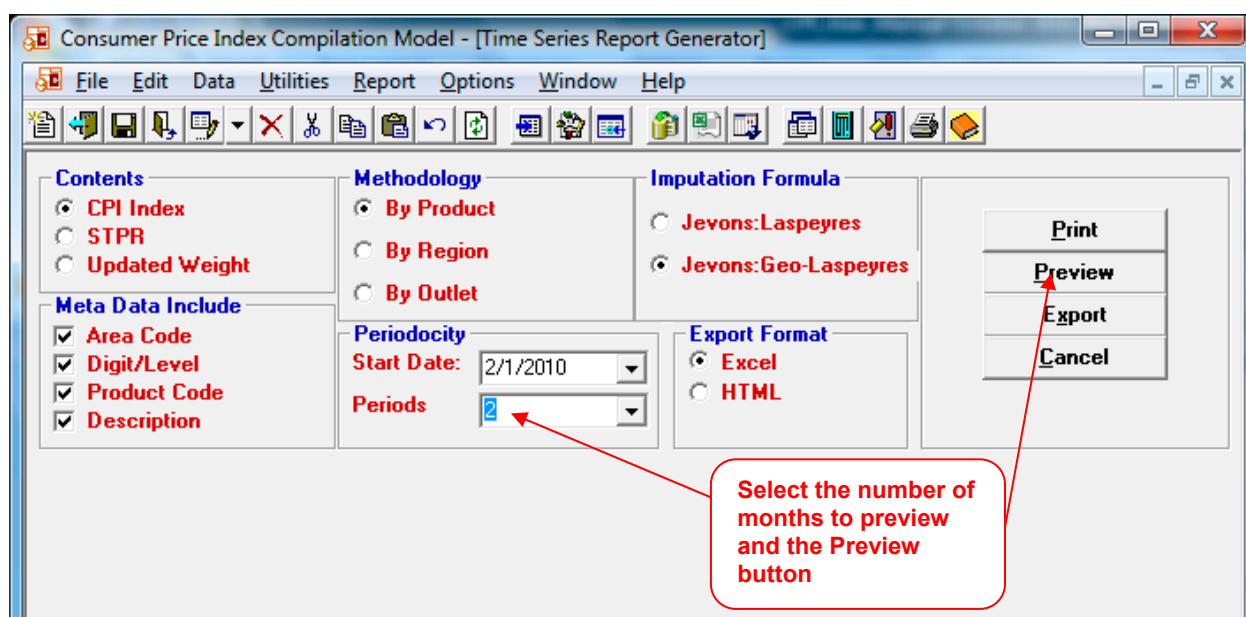 Consumer Price Index Compilation Model - [Time Series Report Generator]
File Edit Data Utilities Report Options Window Help
Contents
CPI Index
STPR
Updated Weight
Meta Data Include
Area Code
Digit/Level
Product Code
Description
Methodology
By Product
By Region
By Outlet
Periodocity
Start Date: 2/1/2010
Periods 2
Imputation Formula
Jevons:Laspeyres
Jevons:Geo-Laspeyres
Export Format
Excel
HTML
Print
Preview
Export
Cancel
Select the number of
months to preview
and the Preview
button